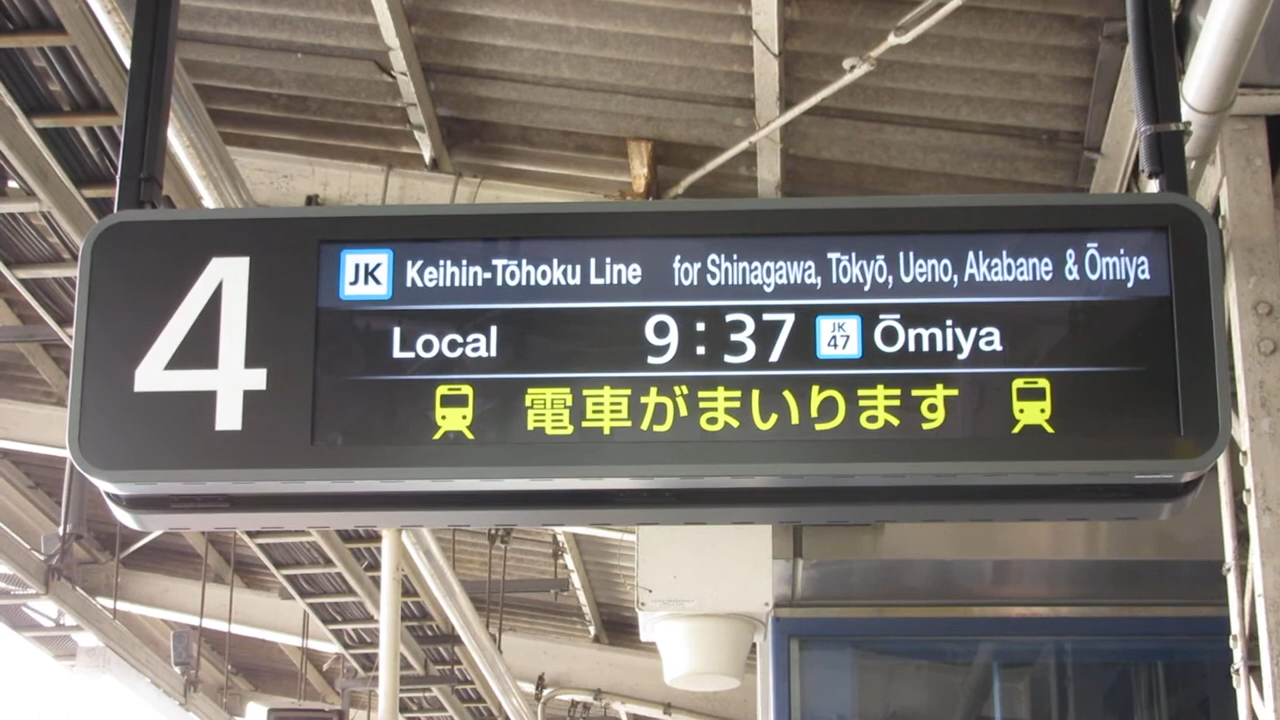 4
JK Keihin-Tōhoku Line for Shinagawa, Tōkyō, Ueno, Akabane & Ōmiya
Local 9:37 JK 47 Ōmiya
電車がまいります